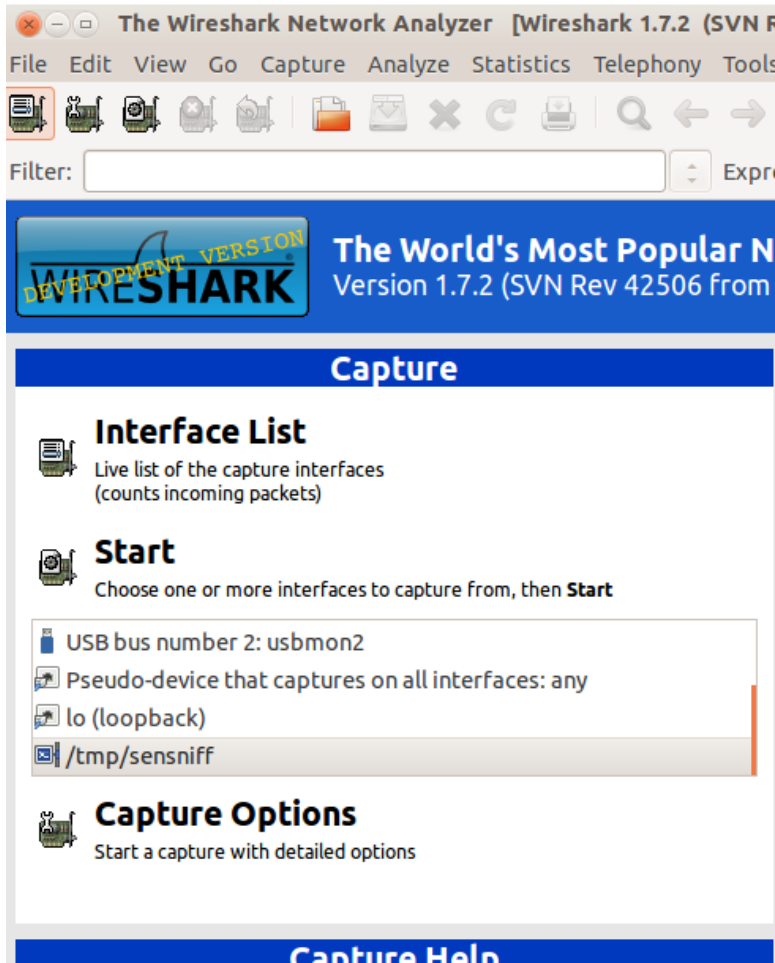 The Wireshark Network Analyzer [Wireshark 1.7.2 (SVN R
File Edit View Go Capture Analyze Statistics Telephony Tools
Filter: Expre
DEVELOPMENT VERSION
WIRESHARK
The World's Most Popular N
Version 1.7.2 (SVN Rev 42506 from
Capture
Interface List
Live list of the capture interfaces
(counts incoming packets)
Start
Choose one or more interfaces to capture from, then Start
USB bus number 2: usbmon2
Pseudo-device that captures on all interfaces: any
lo (loopback)
/tmp/sensniff
Capture Options
Start a capture with detailed options
Capture Help